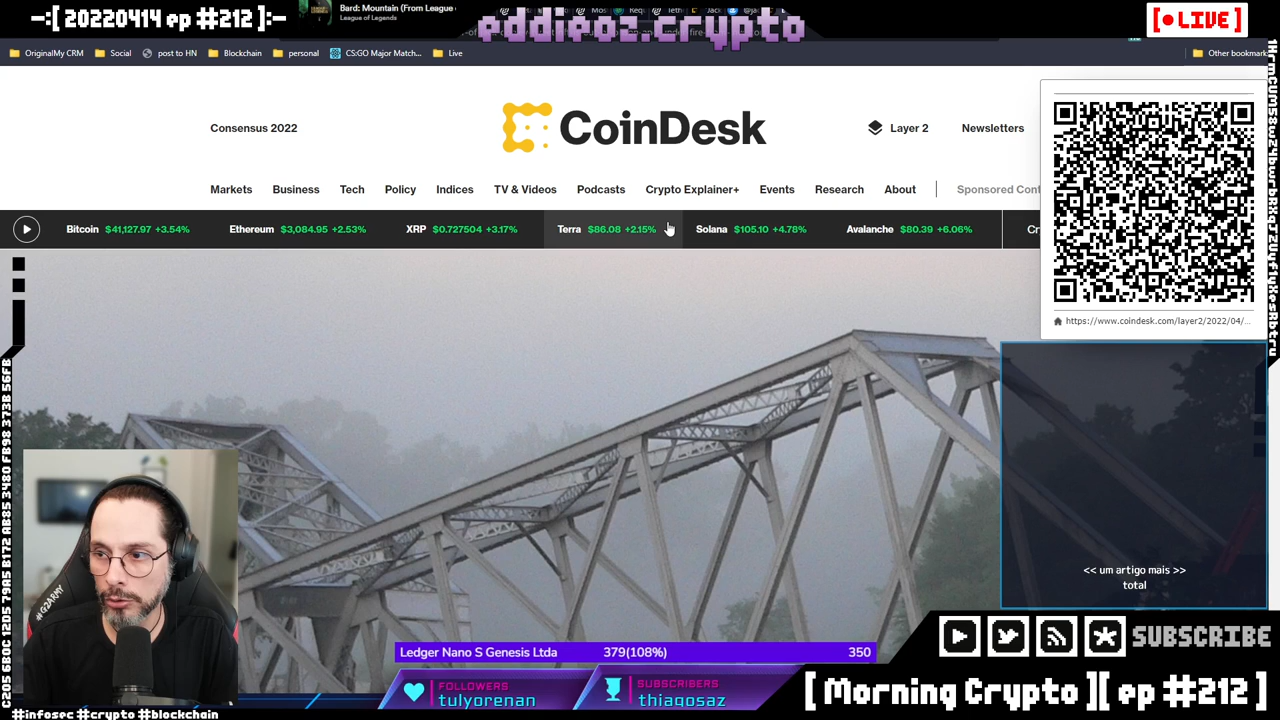 -:[ 20220414 ep #212 ]:-
Bard: Mountain (From League
League of Legends
eddieoz.crypto
[•LIVE]
OriginalMy CRM
Social
post to HN
Blockchain
personal
CS:GO Major Match...
Live
Other bookmark
Consensus 2022
CoinDesk
Layer 2
Newsletters
Markets
Business
Tech
Policy
Indices
TV & Videos
Podcasts
Crypto Explainer+
Events
Research
About
Sponsored Cont
Bitcoin $41,127.97 +3.54%
Ethereum $3,084.95 +2.53%
XRP $0.727504 +3.17%
Terra $86.08 +2.15%
Solana $105.10 +4.78%
Avalanche $80.39 +6.06%
Cr
https://www.coindesk.com/layer2/2022/04/...
<< um artigo mais >>
total
#G2ARMY
Ledger Nano S Genesis Ltda 379(108%) 350
FOLLOWERS
tulyorenan
SUBSCRIBERS
thiagosaz
SUBSCRIBE
[ Morning Crypto ][ ep #212 ]
#infosec #crypto #blockchain